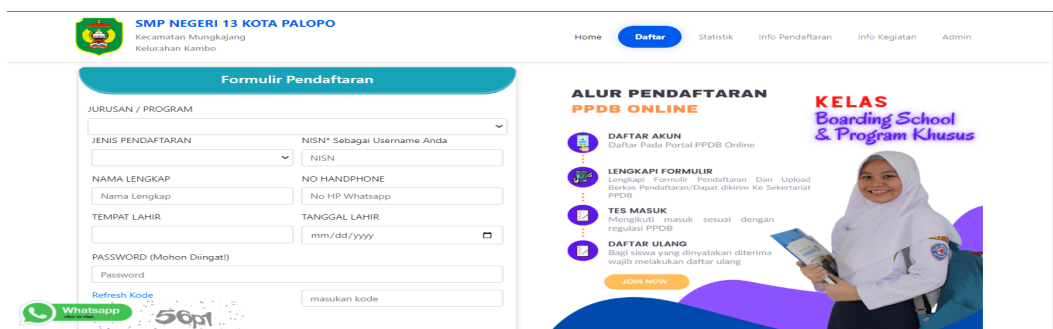 SMP NEGERI 13 KOTA PALOPO
Kecamatan Mungkajang
Kelurahan Kambo
Home Daftar Statistik Info Pendaftaran Info Kegiatan Admin
Formulir Pendaftaran
JURUSAN / PROGRAM
JENIS PENDAFTARAN
NISN* Sebagai Username Anda
NISN
NAMA LENGKAP
NO HANDPHONE
Nama Lengkap
No HP Whatsapp
TEMPAT LAHIR
TANGGAL LAHIR
mm/dd/yyyy
PASSWORD (Mohon Diingat!)
Password
Refresh Kode
masukan kode
Whatsapp
click to chat
56p1
ALUR PENDAFTARAN
PPDB ONLINE
DAFTAR AKUN
Daftar Pada Portal PPDB Online
LENGKAPI FORMULIR
Lengkapi Formulir Pendaftaran Dan Upload
Berkas Pendaftaran/Dapat dikirim Ke Sekertariat
PPDB
TES MASUK
Mengikuti masuk sesuai dengan
regulasi PPDB
DAFTAR ULANG
Bagi siswa yang dinyatakan diterima
wajib melakukan daftar ulang
JOIN NOW
KELAS
Boarding School
& Program Khusus